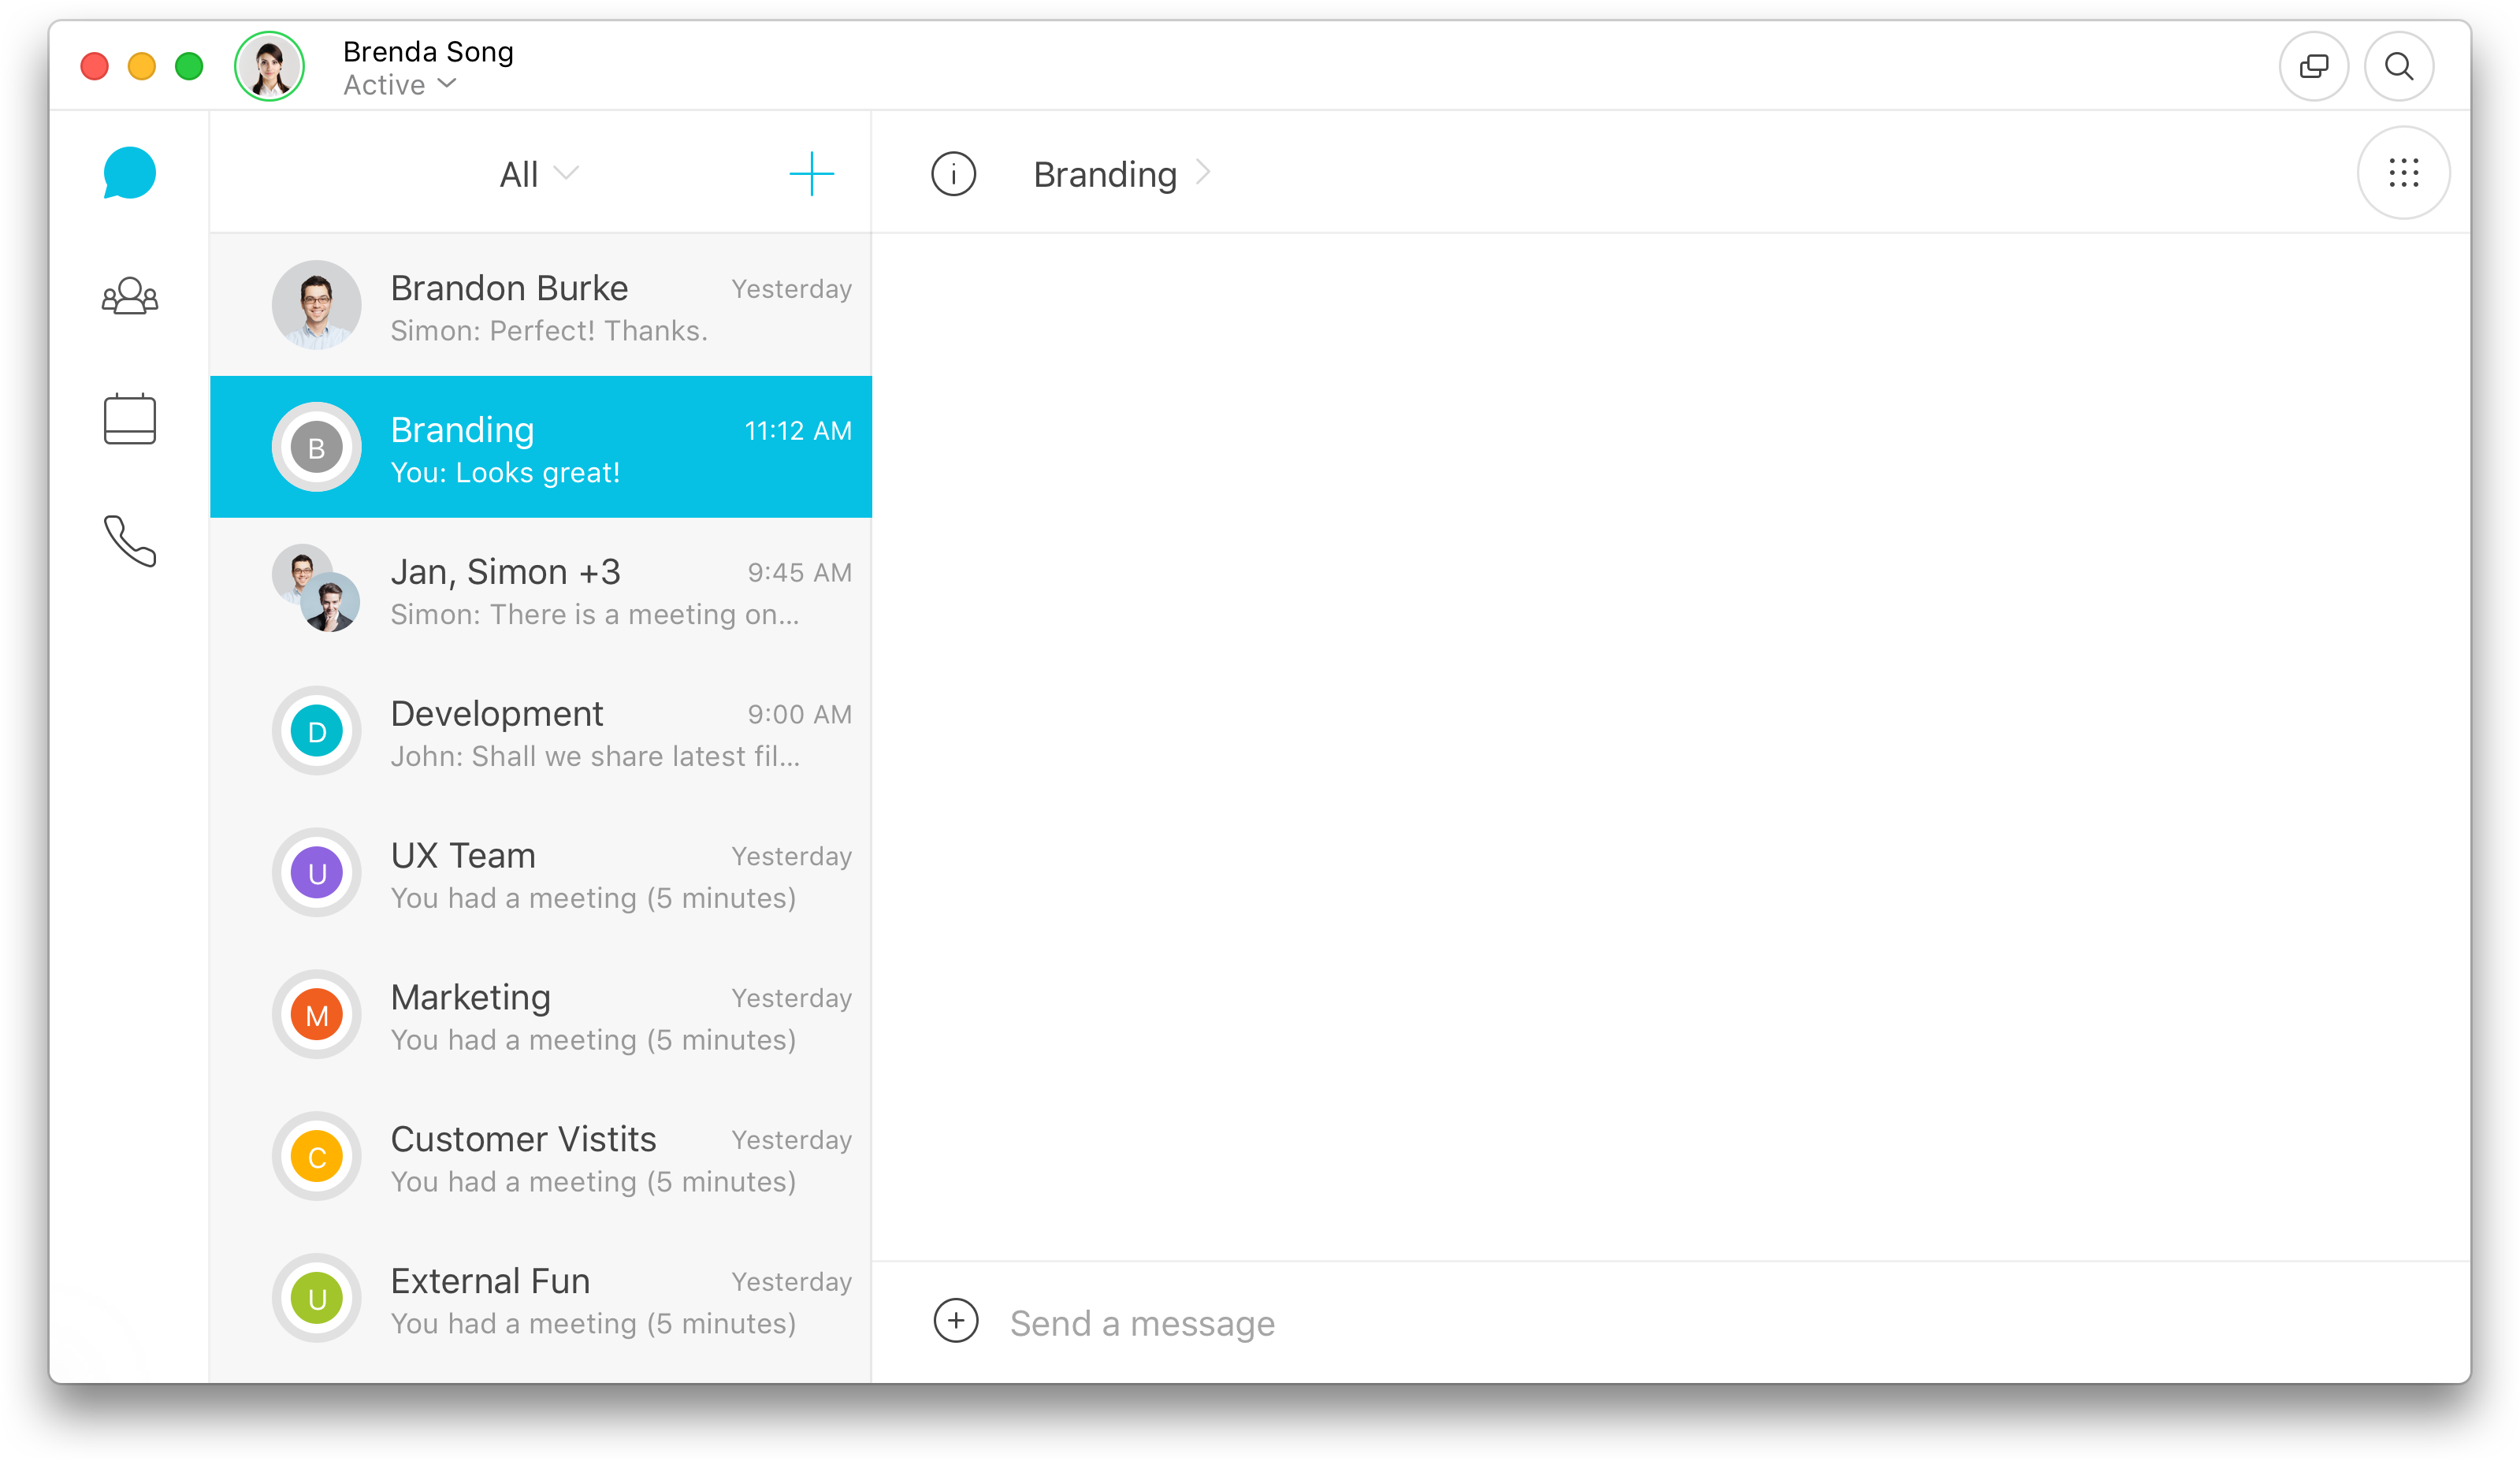 Brenda Song
Active
All
Branding
Brandon Burke
Yesterday
Simon: Perfect! Thanks.
B
Branding
11:12 AM
You: Looks great!
Jan, Simon +3
9:45 AM
Simon: There is a meeting on...
D
Development
9:00 AM
John: Shall we share latest fil...
U
UX Team
Yesterday
You had a meeting (5 minutes)
M
Marketing
Yesterday
You had a meeting (5 minutes)
C
Customer Vistits
Yesterday
You had a meeting (5 minutes)
U
External Fun
Yesterday
You had a meeting (5 minutes)
Send a message